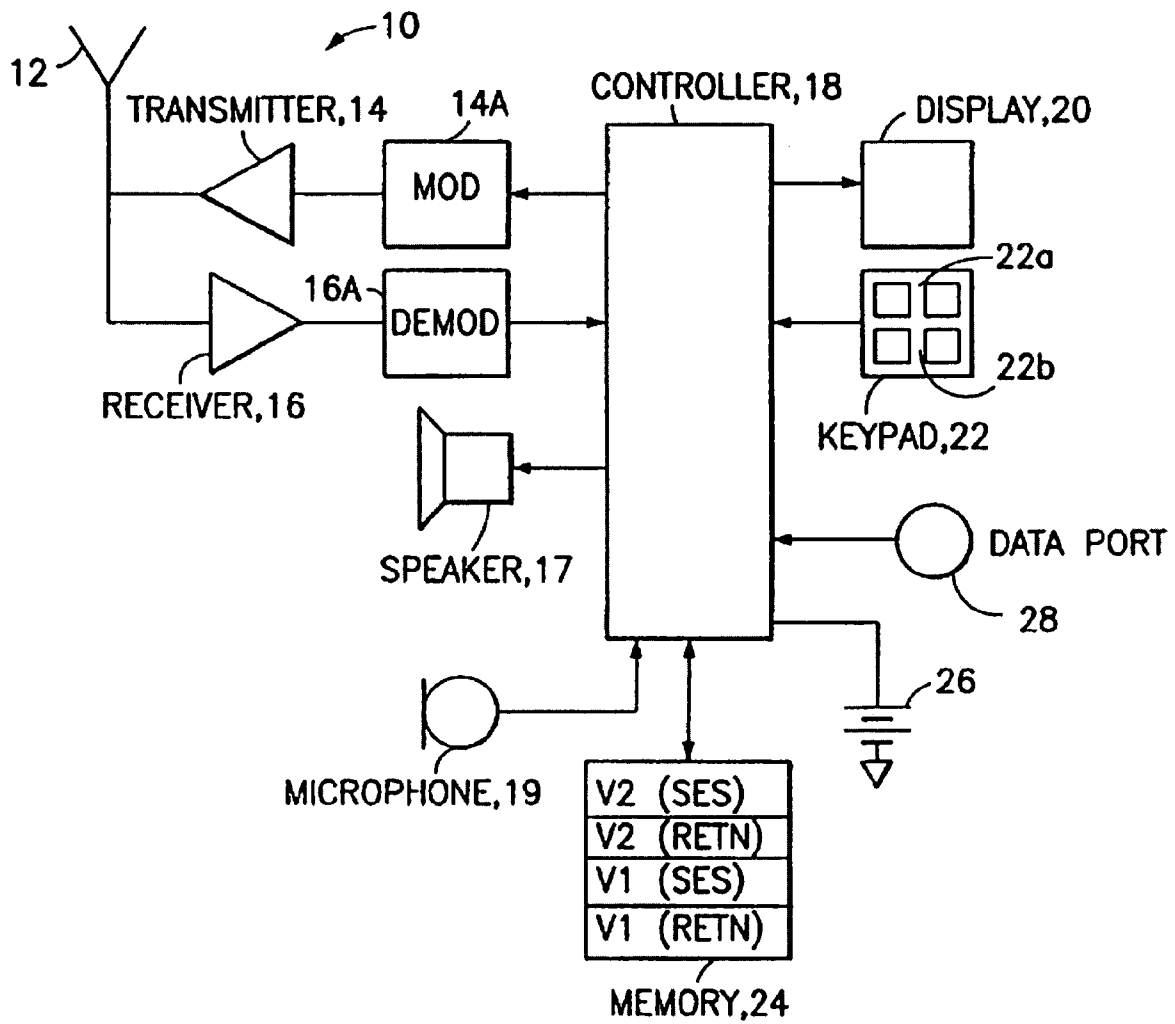 10
12
TRANSMITTER,14
14A
MOD
CONTROLLER,18
DISPLAY,20
16A
DEMOD
RECEIVER,16
22a
22b
KEYPAD,22
SPEAKER,17
DATA PORT
28
26
MICROPHONE,19
V2 (SES)
V2 (RETN)
V1 (SES)
V1 (RETN)
MEMORY,24